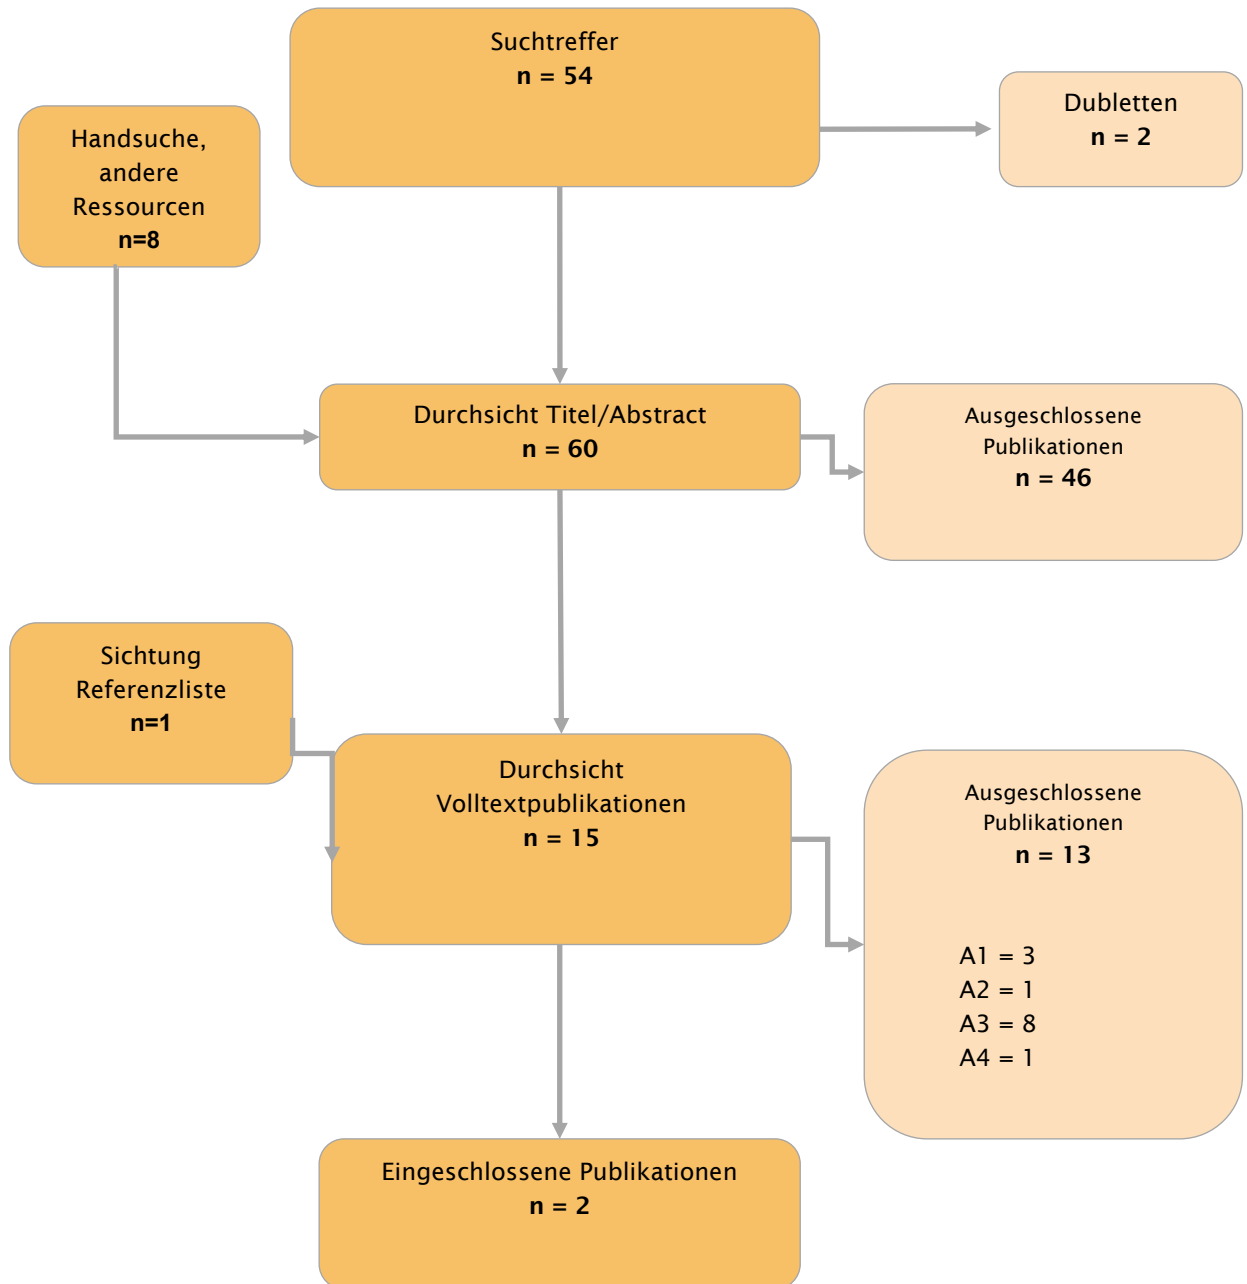 Suchtreffer
n = 54
Dubletten
n = 2
Handsuche,
andere
Ressourcen
n=8
Durchsicht Titel/Abstract
n = 60
Ausgeschlossene
Publikationen
n = 46
Sichtung
Referenzliste
n=1
Durchsicht
Volltextpublikationen
n = 15
Ausgeschlossene
Publikationen
n = 13
A1 = 3
A2 = 1
A3 = 8
A4 = 1
Eingeschlossene Publikationen
n = 2